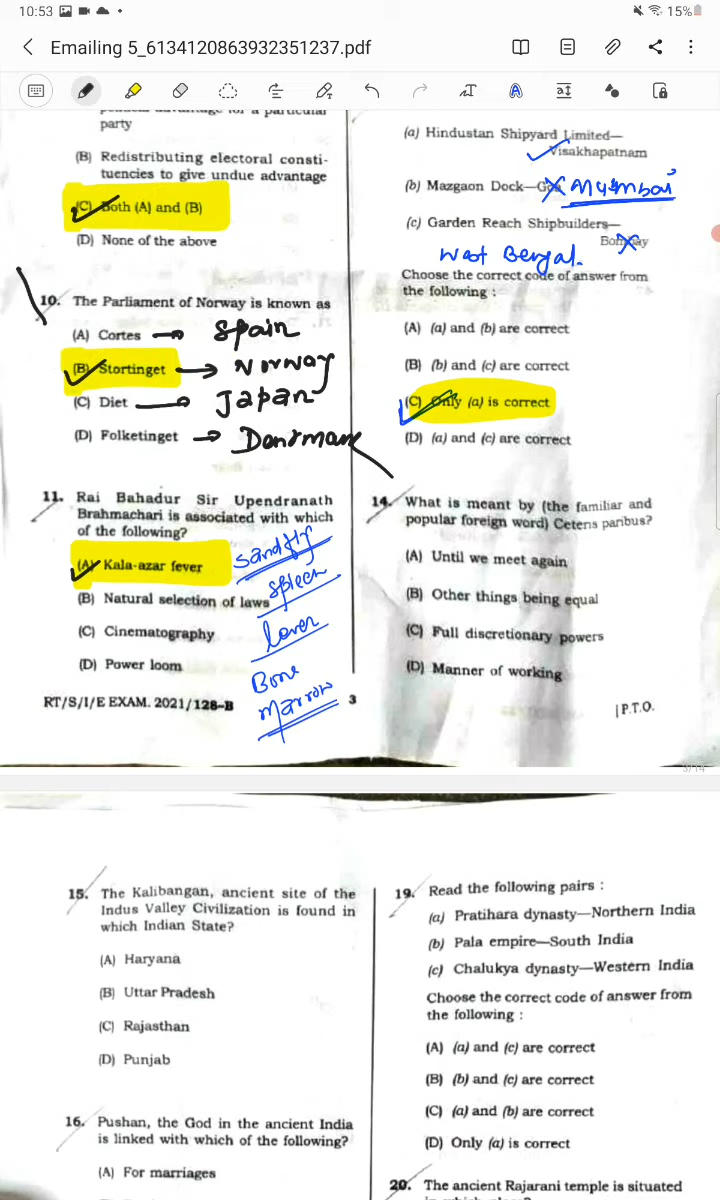 10:53
15%
Emailing 5_6134120863932351237.pdf
party
(B) Redistributing electoral consti-
tuencies to give undue advantage
(C) Both (A) and (B)
(D) None of the above
10. The Parliament of Norway is known as
(A) Cortes → Spain
(B) Stortinget → Norway
(C) Diet → Japan
(D) Folketinget → Denmark
11. Rai Bahadur Sir Upendranath
Brahmachari is associated with which
of the following?
(A) Kala-azar fever
(B) Natural selection of laws
(C) Cinematography
(D) Power loom
Sandfly
spleen
Bone
marrow
RT/S/I/E EXAM. 2021/128-B
3
(a) Hindustan Shipyard Limited—
Visakhapatnam
(b) Mazgaon Dock—Goa Mumbai
(c) Garden Reach Shipbuilders—
Bombay
West Bengal.
Choose the correct code of answer from
the following :
(A) (a) and (b) are correct
(B) (b) and (c) are correct
(C) Only (a) is correct
(D) (a) and (c) are correct
14. What is meant by (the familiar and
popular foreign word) Cetens paribus?
(A) Until we meet again
(B) Other things being equal
(C) Full discretionary powers
(D) Manner of working
| P.T.O.
3/14
15. The Kalibangan, ancient site of the
Indus Valley Civilization is found in
which Indian State?
(A) Haryana
(B) Uttar Pradesh
(C) Rajasthan
(D) Punjab
16. Pushan, the God in the ancient India
is linked with which of the following?
(A) For marriages
19. Read the following pairs :
(a) Pratihara dynasty—Northern India
(b) Pala empire—South India
(c) Chalukya dynasty—Western India
Choose the correct code of answer from
the following :
(A) (a) and (c) are correct
(B) (b) and (c) are correct
(C) (a) and (b) are correct
(D) Only (a) is correct
20. The ancient Rajarani temple is situated